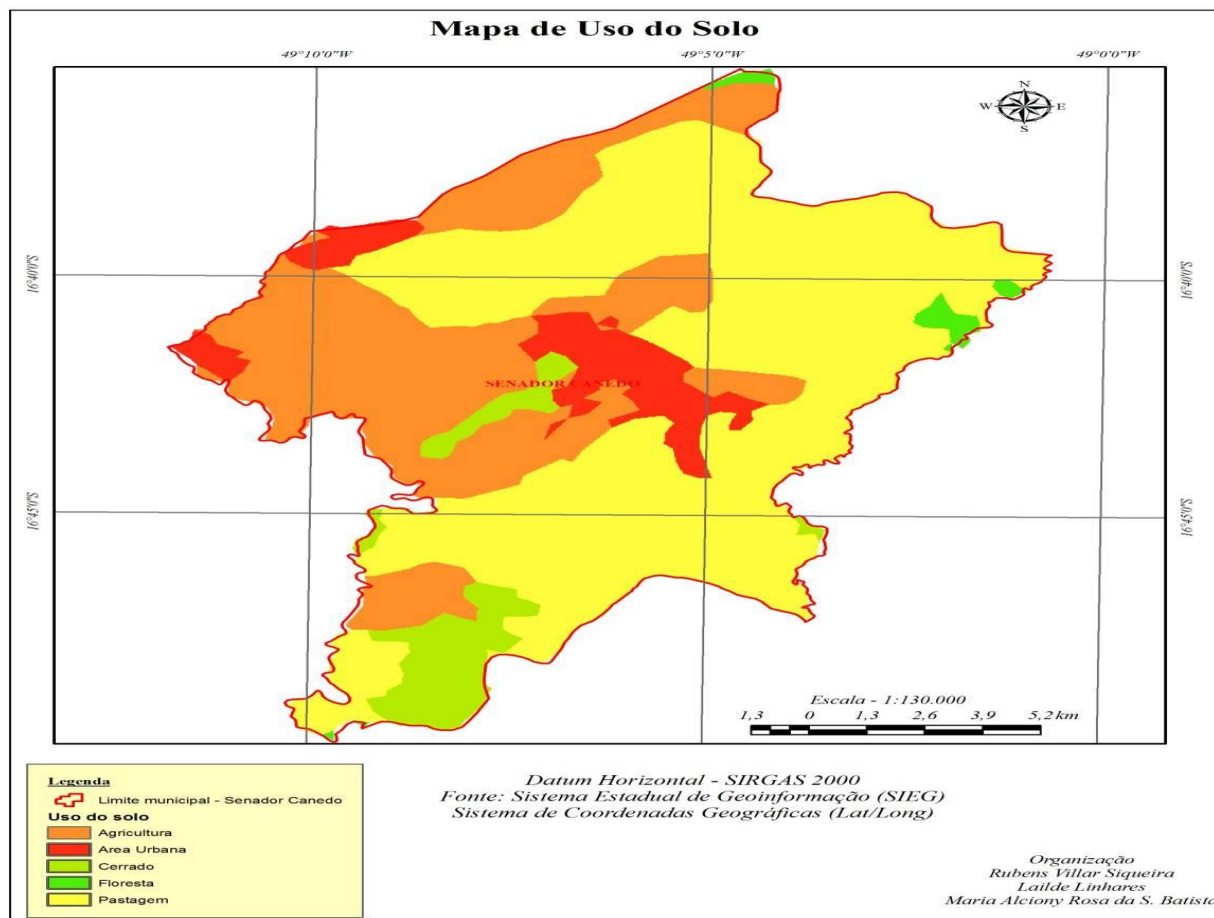 Mapa de Uso do Solo
49°10'0"W
49°5'0"W
49°0'0"W
N
W E
S
16°40'0"S
16°40'0"S
SENADOR CANEDO
16°45'0"S
16°45'0"S
Escala - 1:130.000
1,3 0 1,3 2,6 3,9 5,2 km
Legenda
Limite municipal - Senador Canedo
Uso do solo
Agricultura
Area Urbana
Cerrado
Floresta
Pastagem
Datum Horizontal - SIRGAS 2000
Fonte: Sistema Estadual de Geoinformação (SIEG)
Sistema de Coordenadas Geográficas (Lat/Long)
Organização
Rubens Villar Siqueira
Lailde Linhares
Maria Alciony Rosa da S. Batista